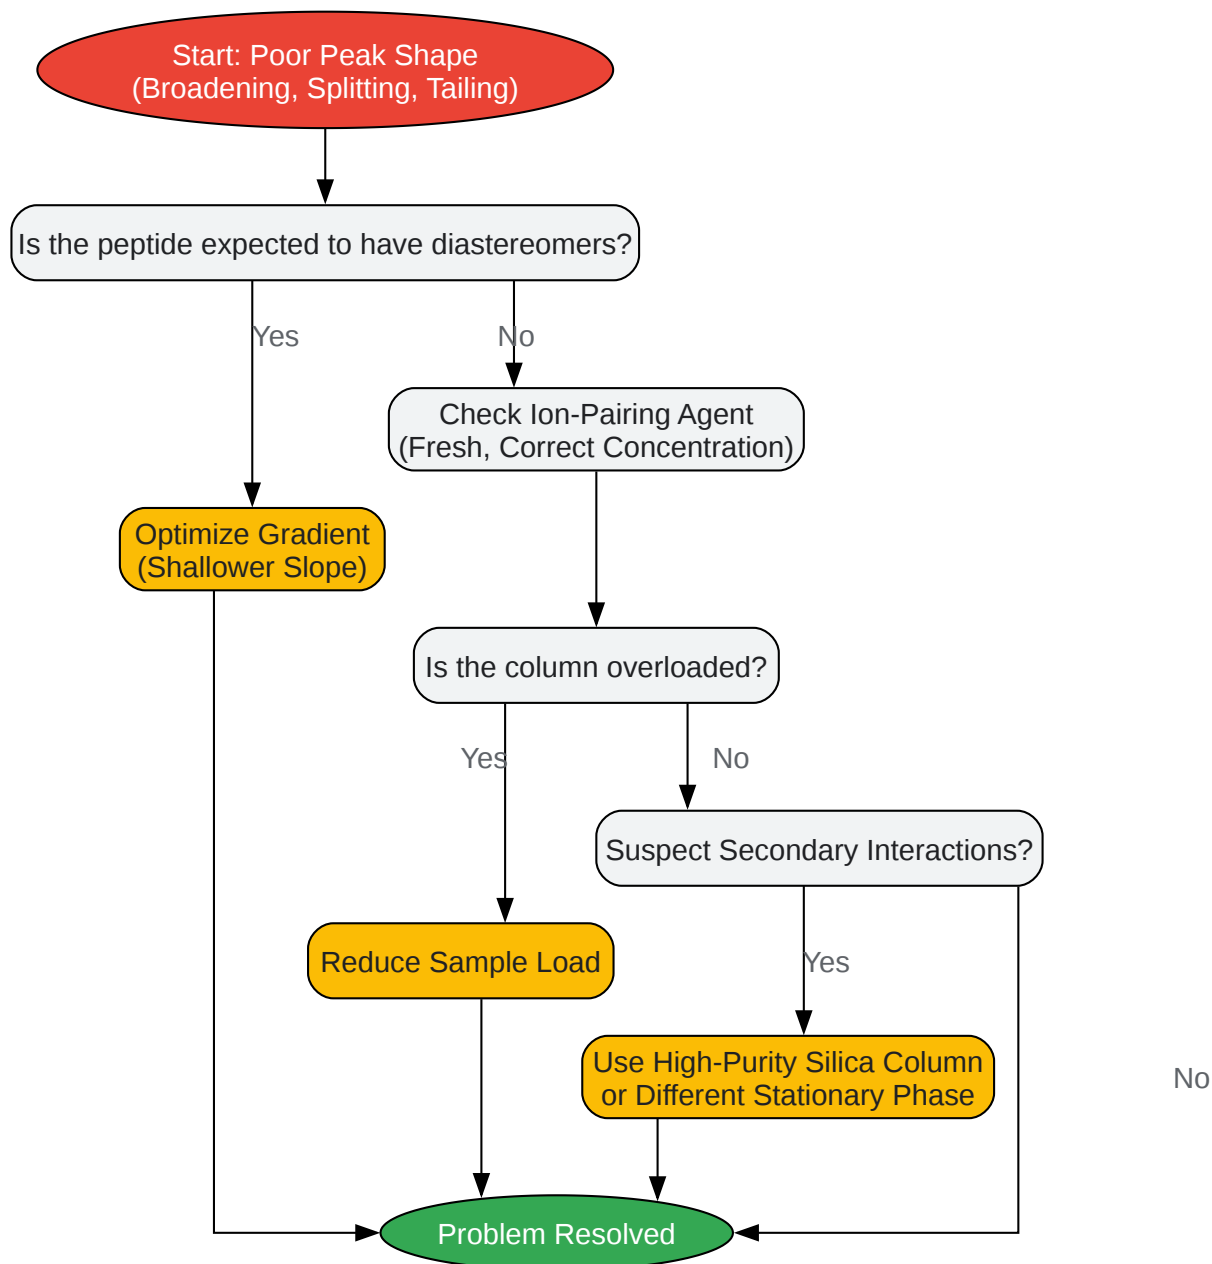 Start: Poor Peak Shape
(Broadening, Splitting, Tailing)
Is the peptide expected to have diastereomers?
Yes
No
Check Ion-Pairing Agent
(Fresh, Correct Concentration)
Optimize Gradient
(Shallower Slope)
Is the column overloaded?
Yes
No
Suspect Secondary Interactions?
Reduce Sample Load
Yes
Use High-Purity Silica Column
or Different Stationary Phase
No
Problem Resolved